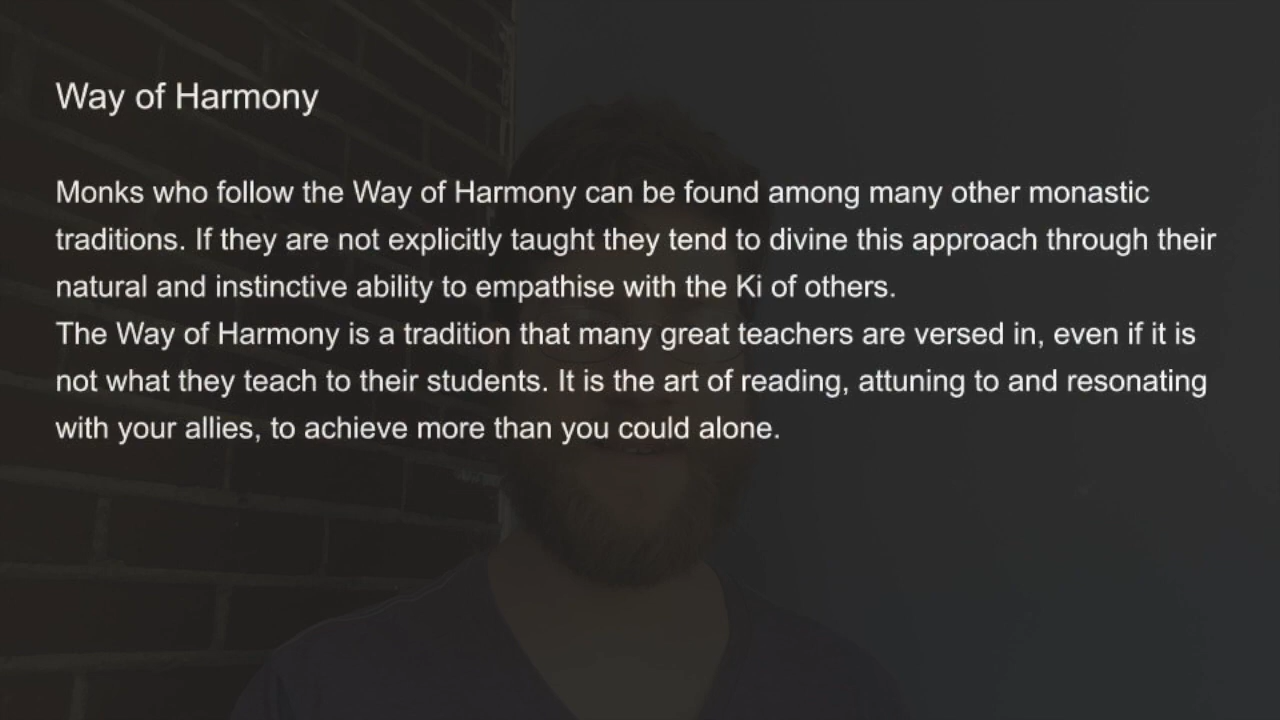 Way of Harmony
Monks who follow the Way of Harmony can be found among many other monastic
traditions. If they are not explicitly taught they tend to divine this approach through their
natural and instinctive ability to empathise with the Ki of others.
The Way of Harmony is a tradition that many great teachers are versed in, even if it is
not what they teach to their students. It is the art of reading, attuning to and resonating
with your allies, to achieve more than you could alone.